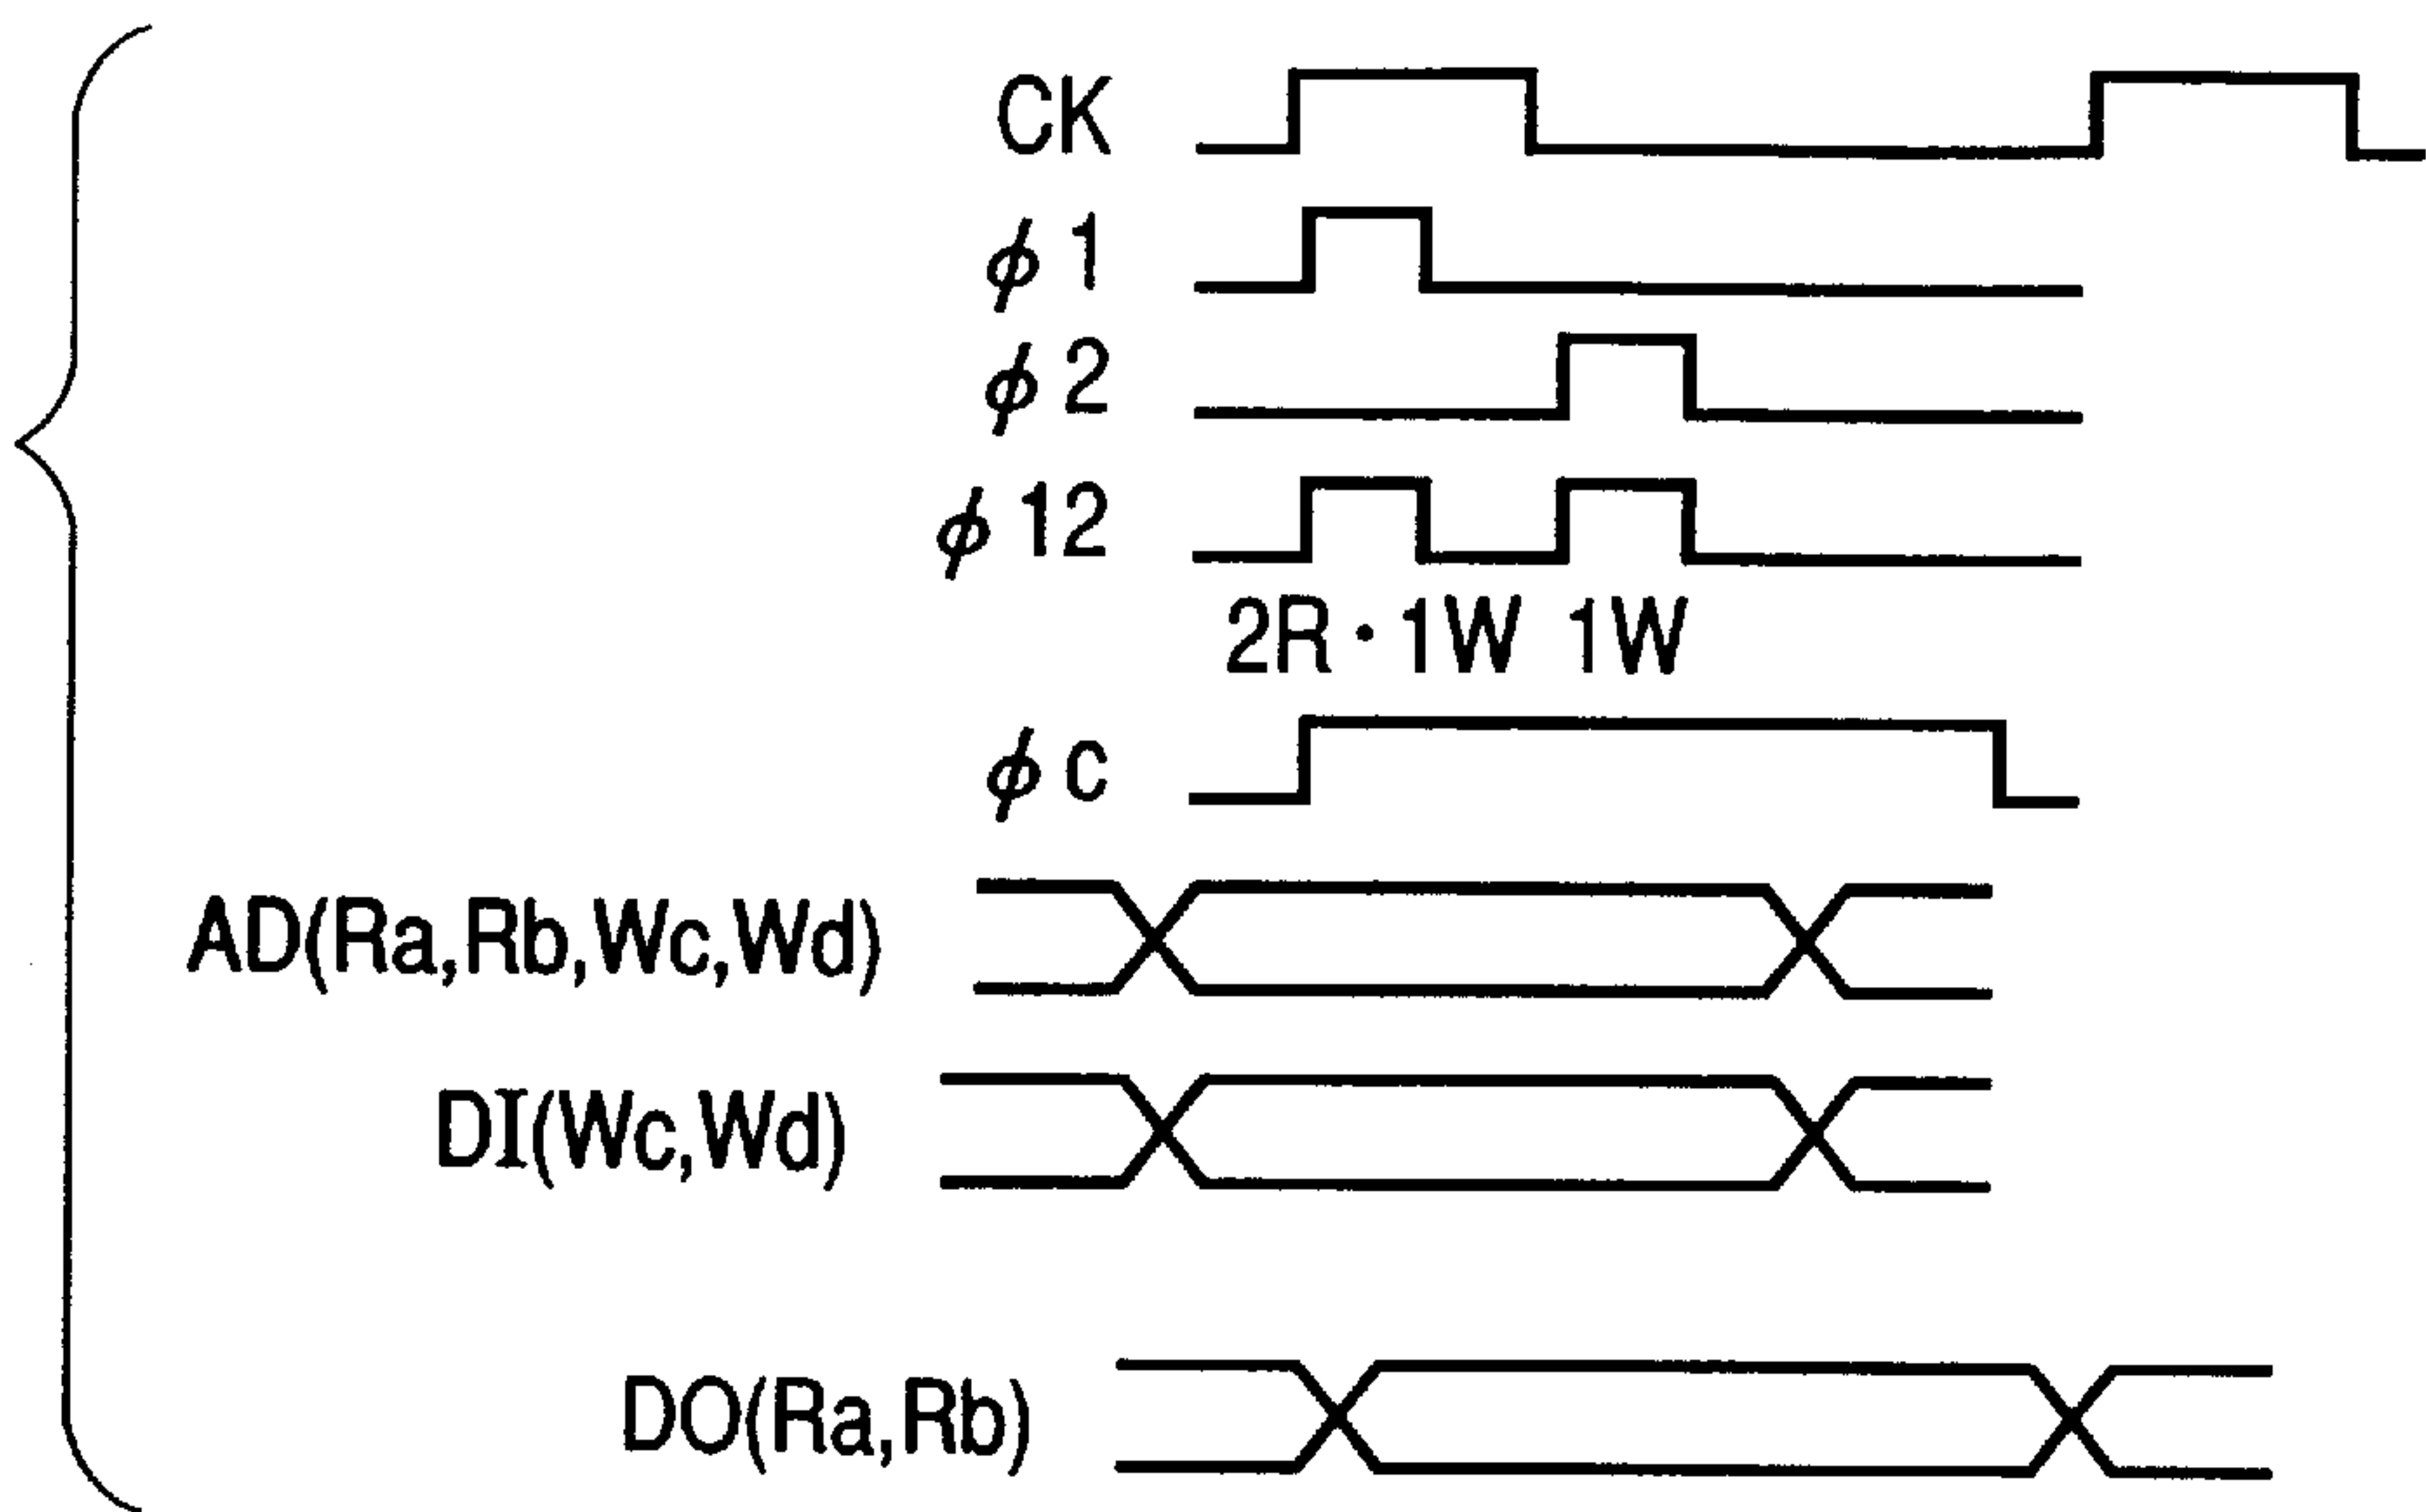 CK
ϕ1
ϕ2
ϕ12
2R・1W 1W
ϕc
AD(Ra,Rb,Wc,Wd)
DI(Wc,Wd)
DO(Ra,Rb)